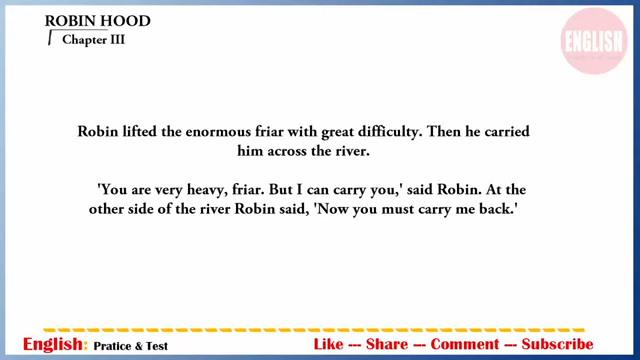 ROBIN HOOD
Chapter III
ENGLISH
Robin lifted the enormous friar with great difficulty. Then he carried
him across the river.
'You are very heavy, friar. But I can carry you,' said Robin. At the
other side of the river Robin said, 'Now you must carry me back.'
English: Pratice & Test
Like --- Share --- Comment --- Subscribe